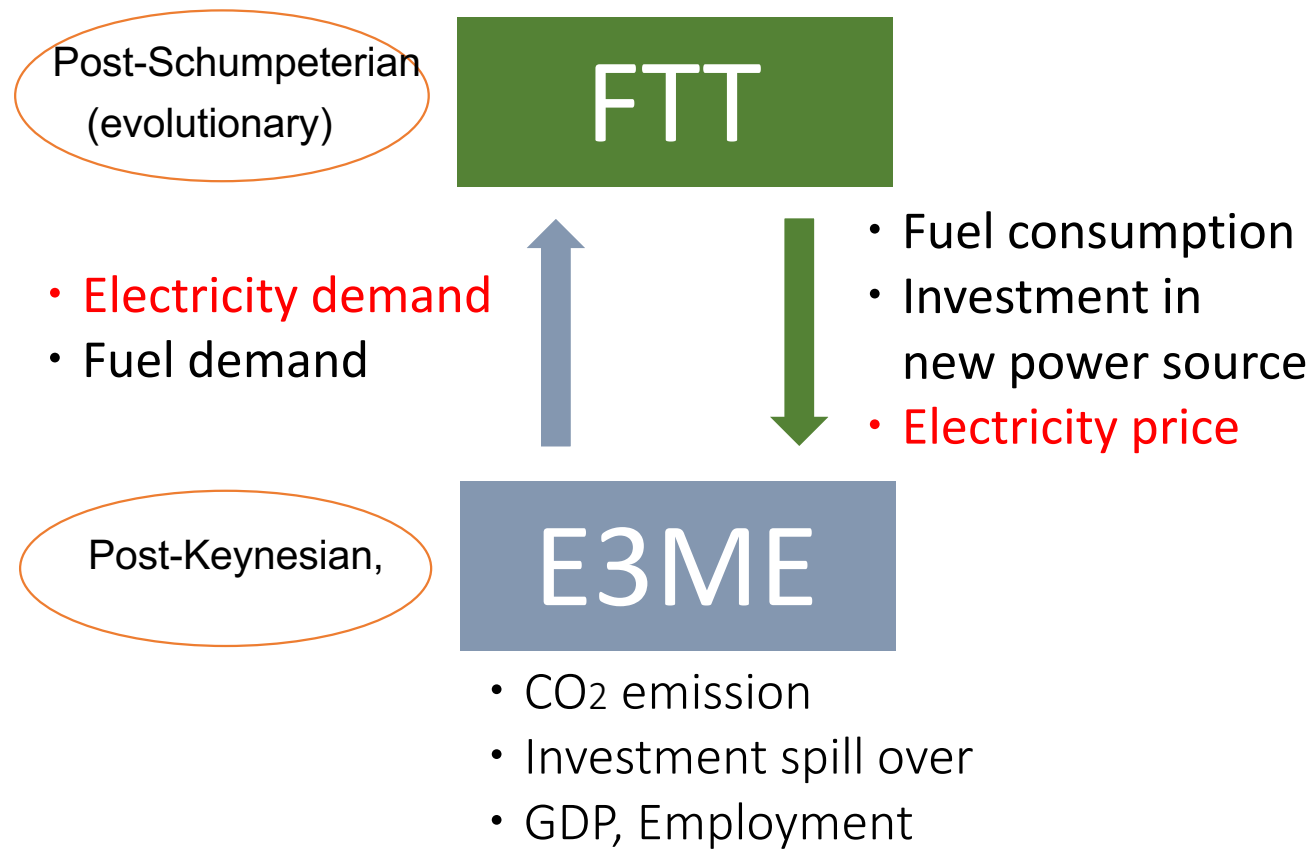 Post-Schumpeterian
(evolutionary)
FTT
・Electricity demand
・Fuel demand
・Fuel consumption
・Investment in
new power source
・Electricity price
Post-Keynesian,
E3ME
・CO2 emission
・Investment spill over
・GDP, Employment